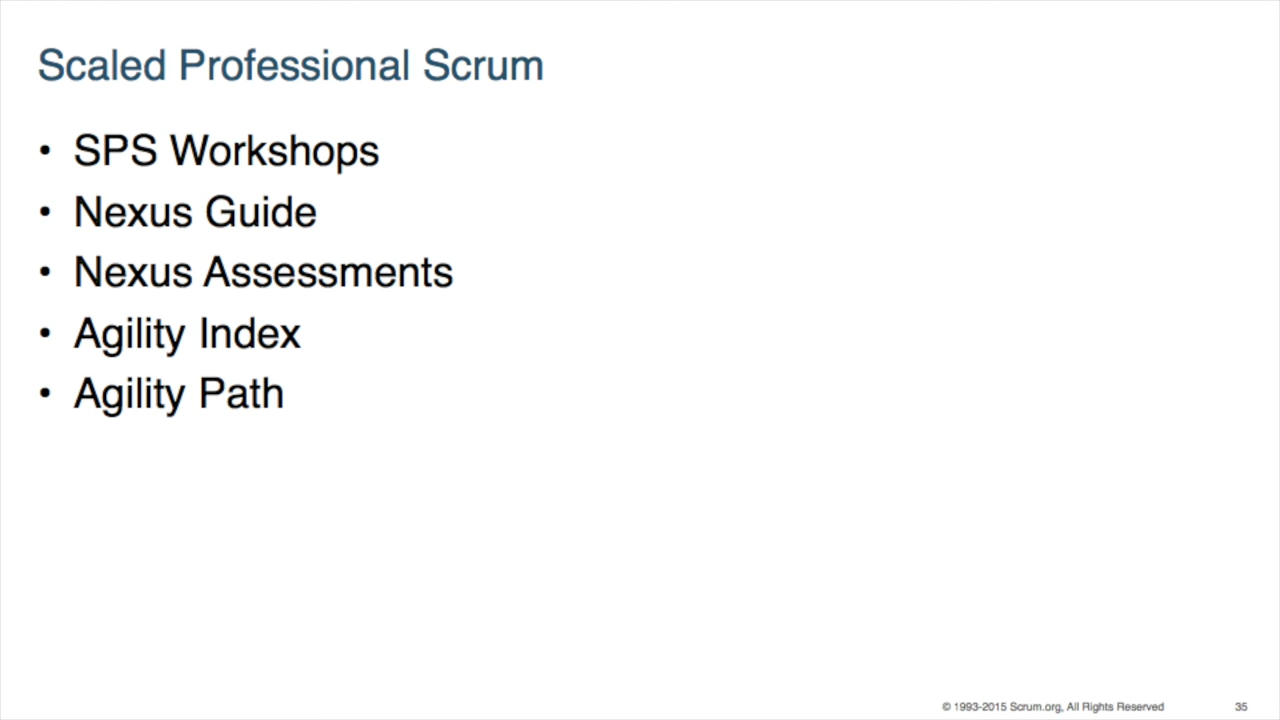 Scaled Professional Scrum
• SPS Workshops
• Nexus Guide
• Nexus Assessments
• Agility Index
• Agility Path
© 1993-2015 Scrum.org, All Rights Reserved 35